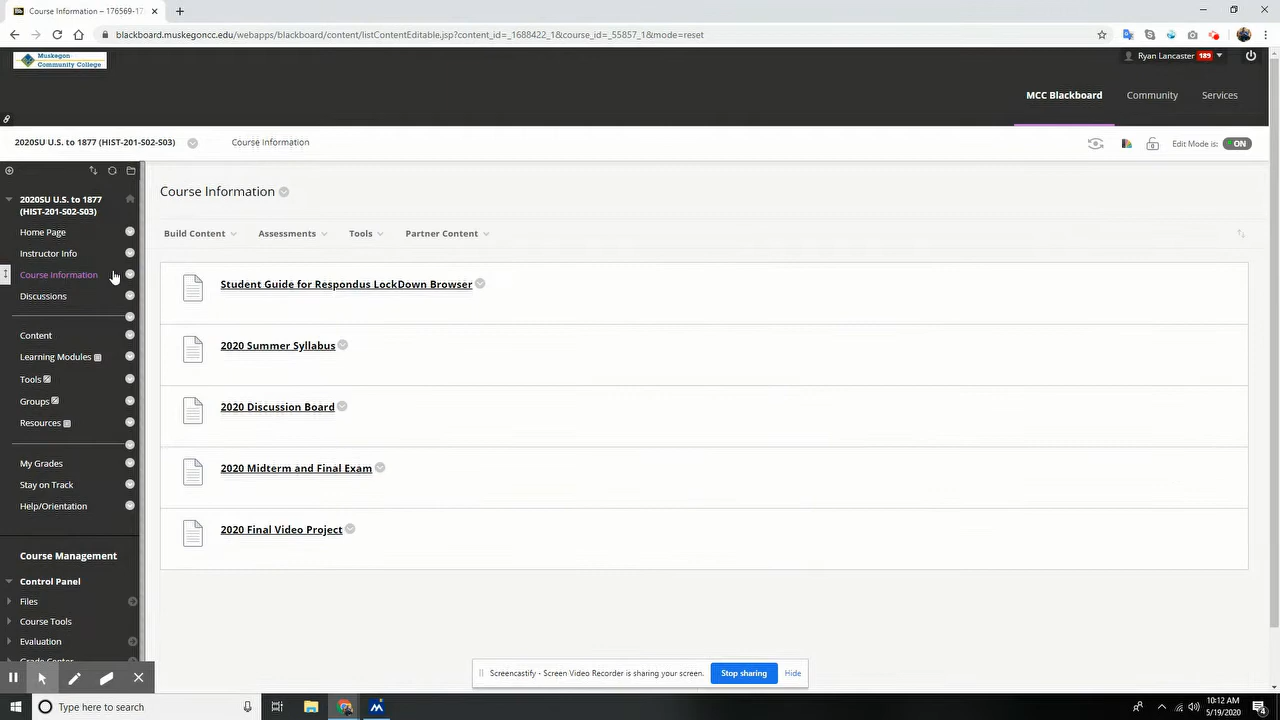 Course Information – 176569-17
blackboard.muskegoncc.edu/webapps/blackboard/content/listContentEditable.jsp?content_id=_1688422_1&course_id=_55857_1&mode=reset
Muskegon
Community College
Ryan Lancaster 189
MCC Blackboard Community Services
2020SU U.S. to 1877 (HIST-201-S02-S03) Course Information Edit Mode is: ON
2020SU U.S. to 1877
(HIST-201-S02-S03)
Home Page
Instructor Info
Course Information
Discussions
Content
Learning Modules
Tools
Groups
Resources
My Grades
Stay on Track
Help/Orientation
Course Management
Control Panel
Files
Course Tools
Evaluation
Grade Center
Course Information
Build Content Assessments Tools Partner Content
Student Guide for Respondus LockDown Browser
2020 Summer Syllabus
2020 Discussion Board
2020 Midterm and Final Exam
2020 Final Video Project
Screencastify - Screen Video Recorder is sharing your screen. Stop sharing Hide
Type here to search
10:12 AM
5/19/2020
4